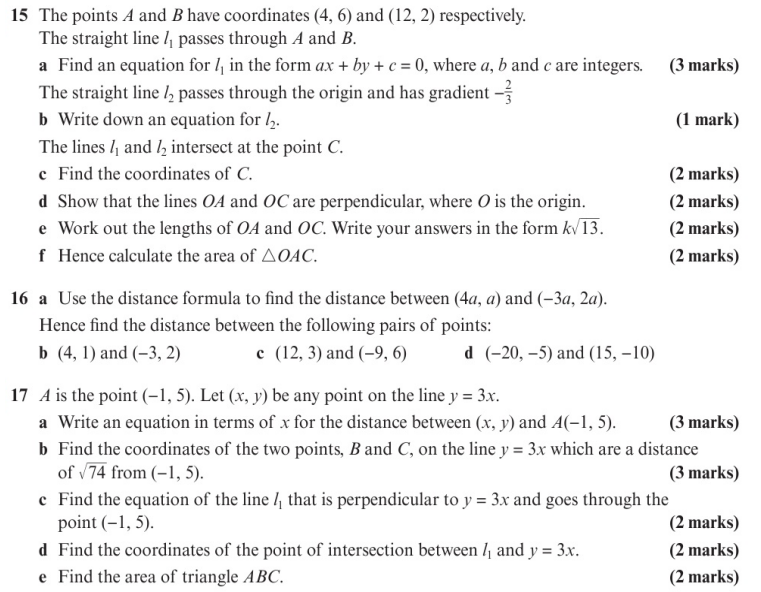 15 The points A and B have coordinates (4, 6) and (12, 2) respectively.
The straight line l₁ passes through A and B.
a Find an equation for l₁ in the form ax + by + c = 0, where a, b and c are integers. (3 marks)
The straight line l₂ passes through the origin and has gradient −2/3
b Write down an equation for l₂. (1 mark)
The lines l₁ and l₂ intersect at the point C.
c Find the coordinates of C. (2 marks)
d Show that the lines OA and OC are perpendicular, where O is the origin. (2 marks)
e Work out the lengths of OA and OC. Write your answers in the form k√13. (2 marks)
f Hence calculate the area of △OAC. (2 marks)
16 a Use the distance formula to find the distance between (4a, a) and (−3a, 2a).
Hence find the distance between the following pairs of points:
b (4, 1) and (−3, 2) c (12, 3) and (−9, 6) d (−20, −5) and (15, −10)
17 A is the point (−1, 5). Let (x, y) be any point on the line y = 3x.
a Write an equation in terms of x for the distance between (x, y) and A(−1, 5). (3 marks)
b Find the coordinates of the two points, B and C, on the line y = 3x which are a distance
of √74 from (−1, 5). (3 marks)
c Find the equation of the line l₁ that is perpendicular to y = 3x and goes through the
point (−1, 5). (2 marks)
d Find the coordinates of the point of intersection between l₁ and y = 3x. (2 marks)
e Find the area of triangle ABC. (2 marks)